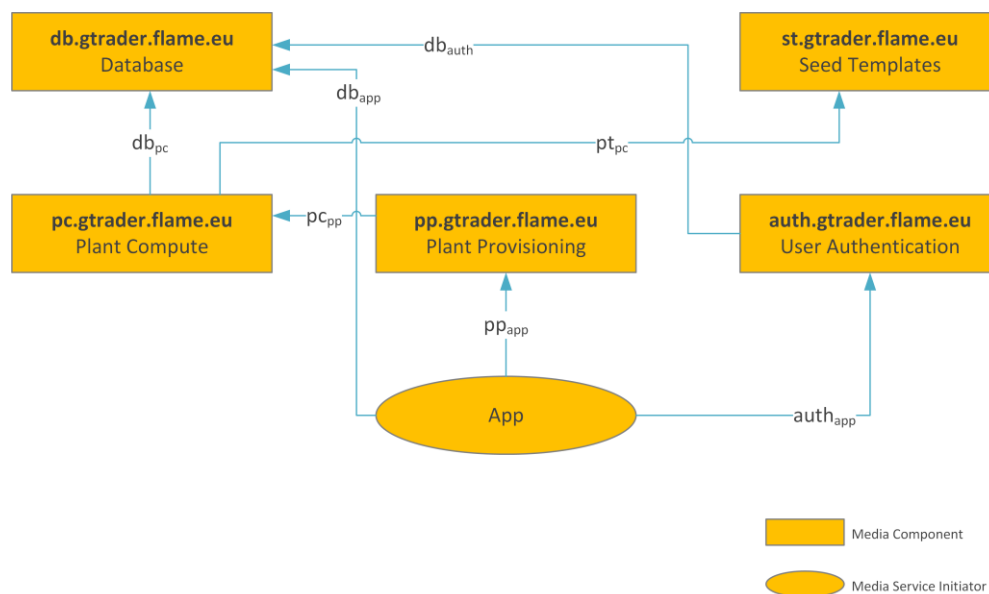 db.gtrader.flame.eu
Database
db_auth
st.gtrader.flame.eu
Seed Templates
db_app
db_pc
pt_pc
pc.gtrader.flame.eu
Plant Compute
pc_pp
pp.gtrader.flame.eu
Plant Provisioning
auth.gtrader.flame.eu
User Authentication
pp_app
App
auth_app
Media Component
Media Service Initiator